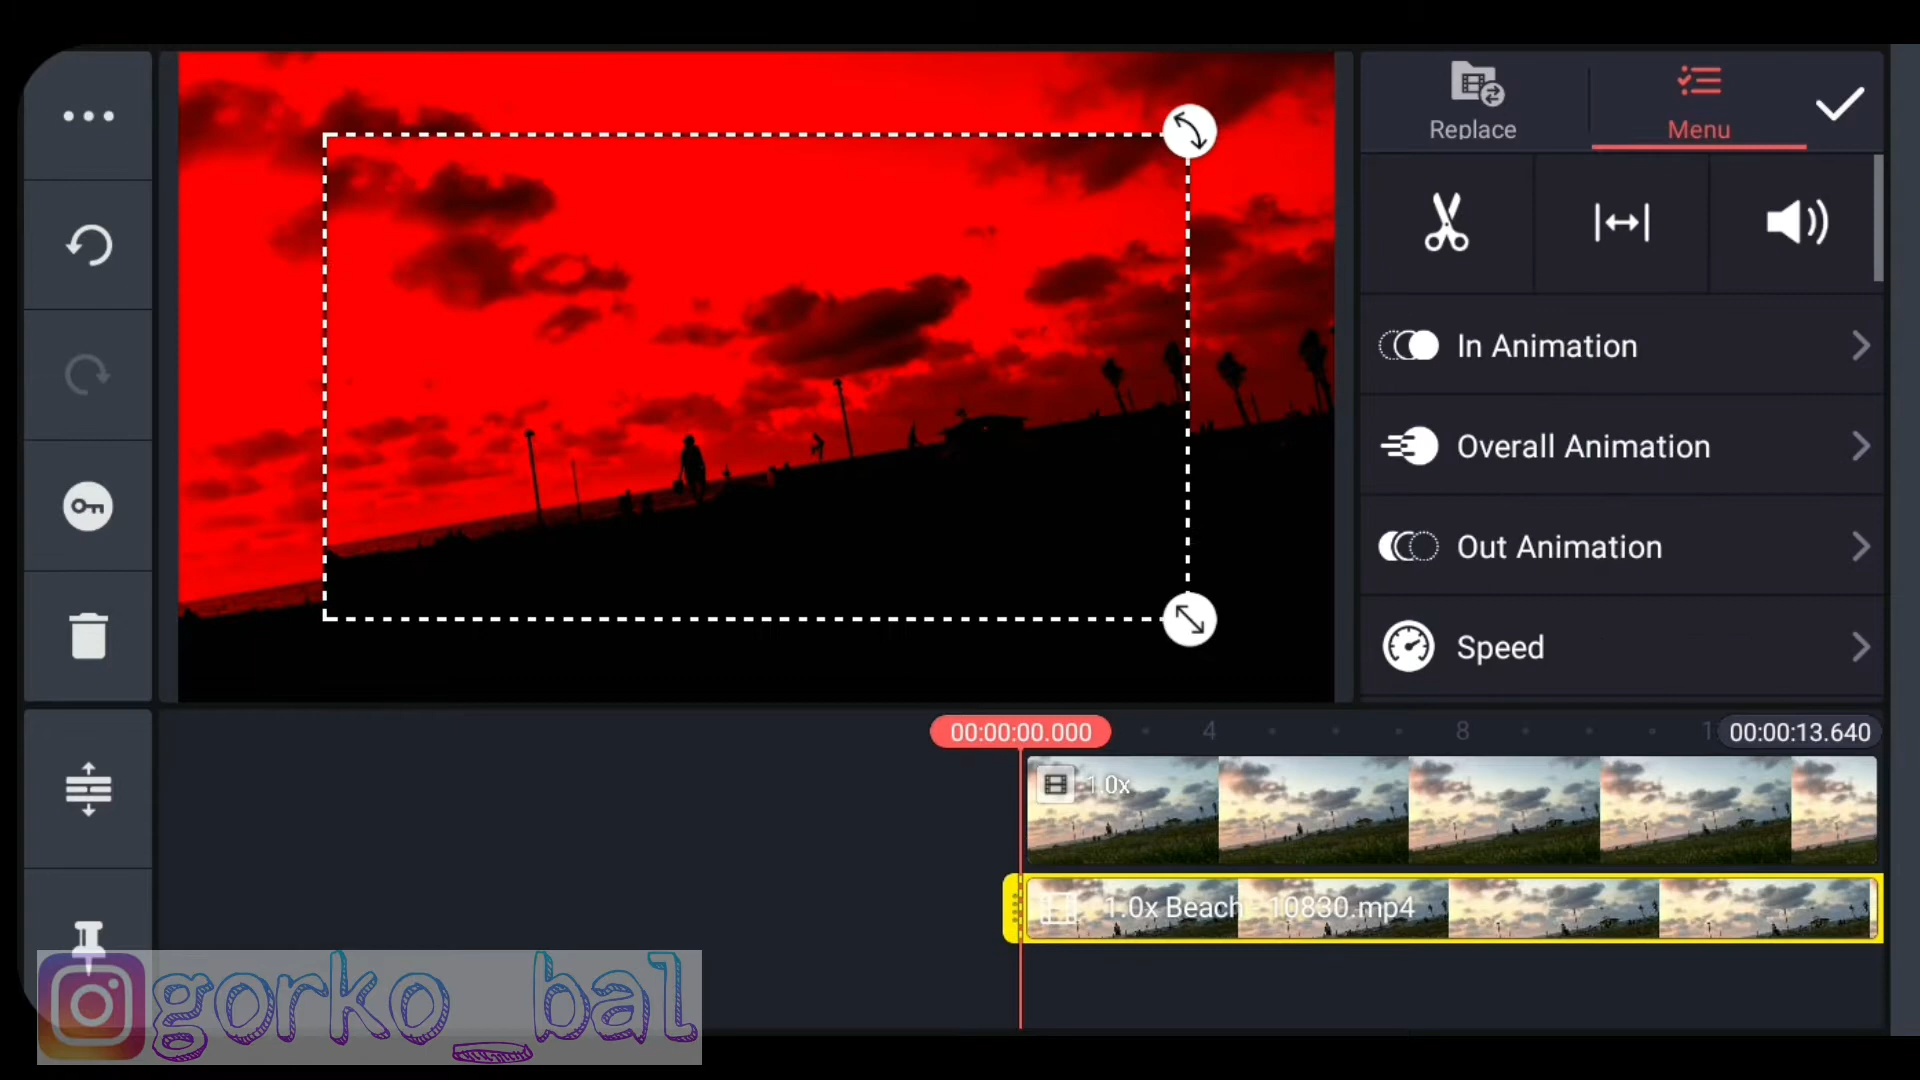 Replace
Menu
In Animation
Overall Animation
Out Animation
Speed
00:00:00.000
4
8
00:00:13.640
1.0x
1.0x Beach - 10830.mp4
gorko_bal